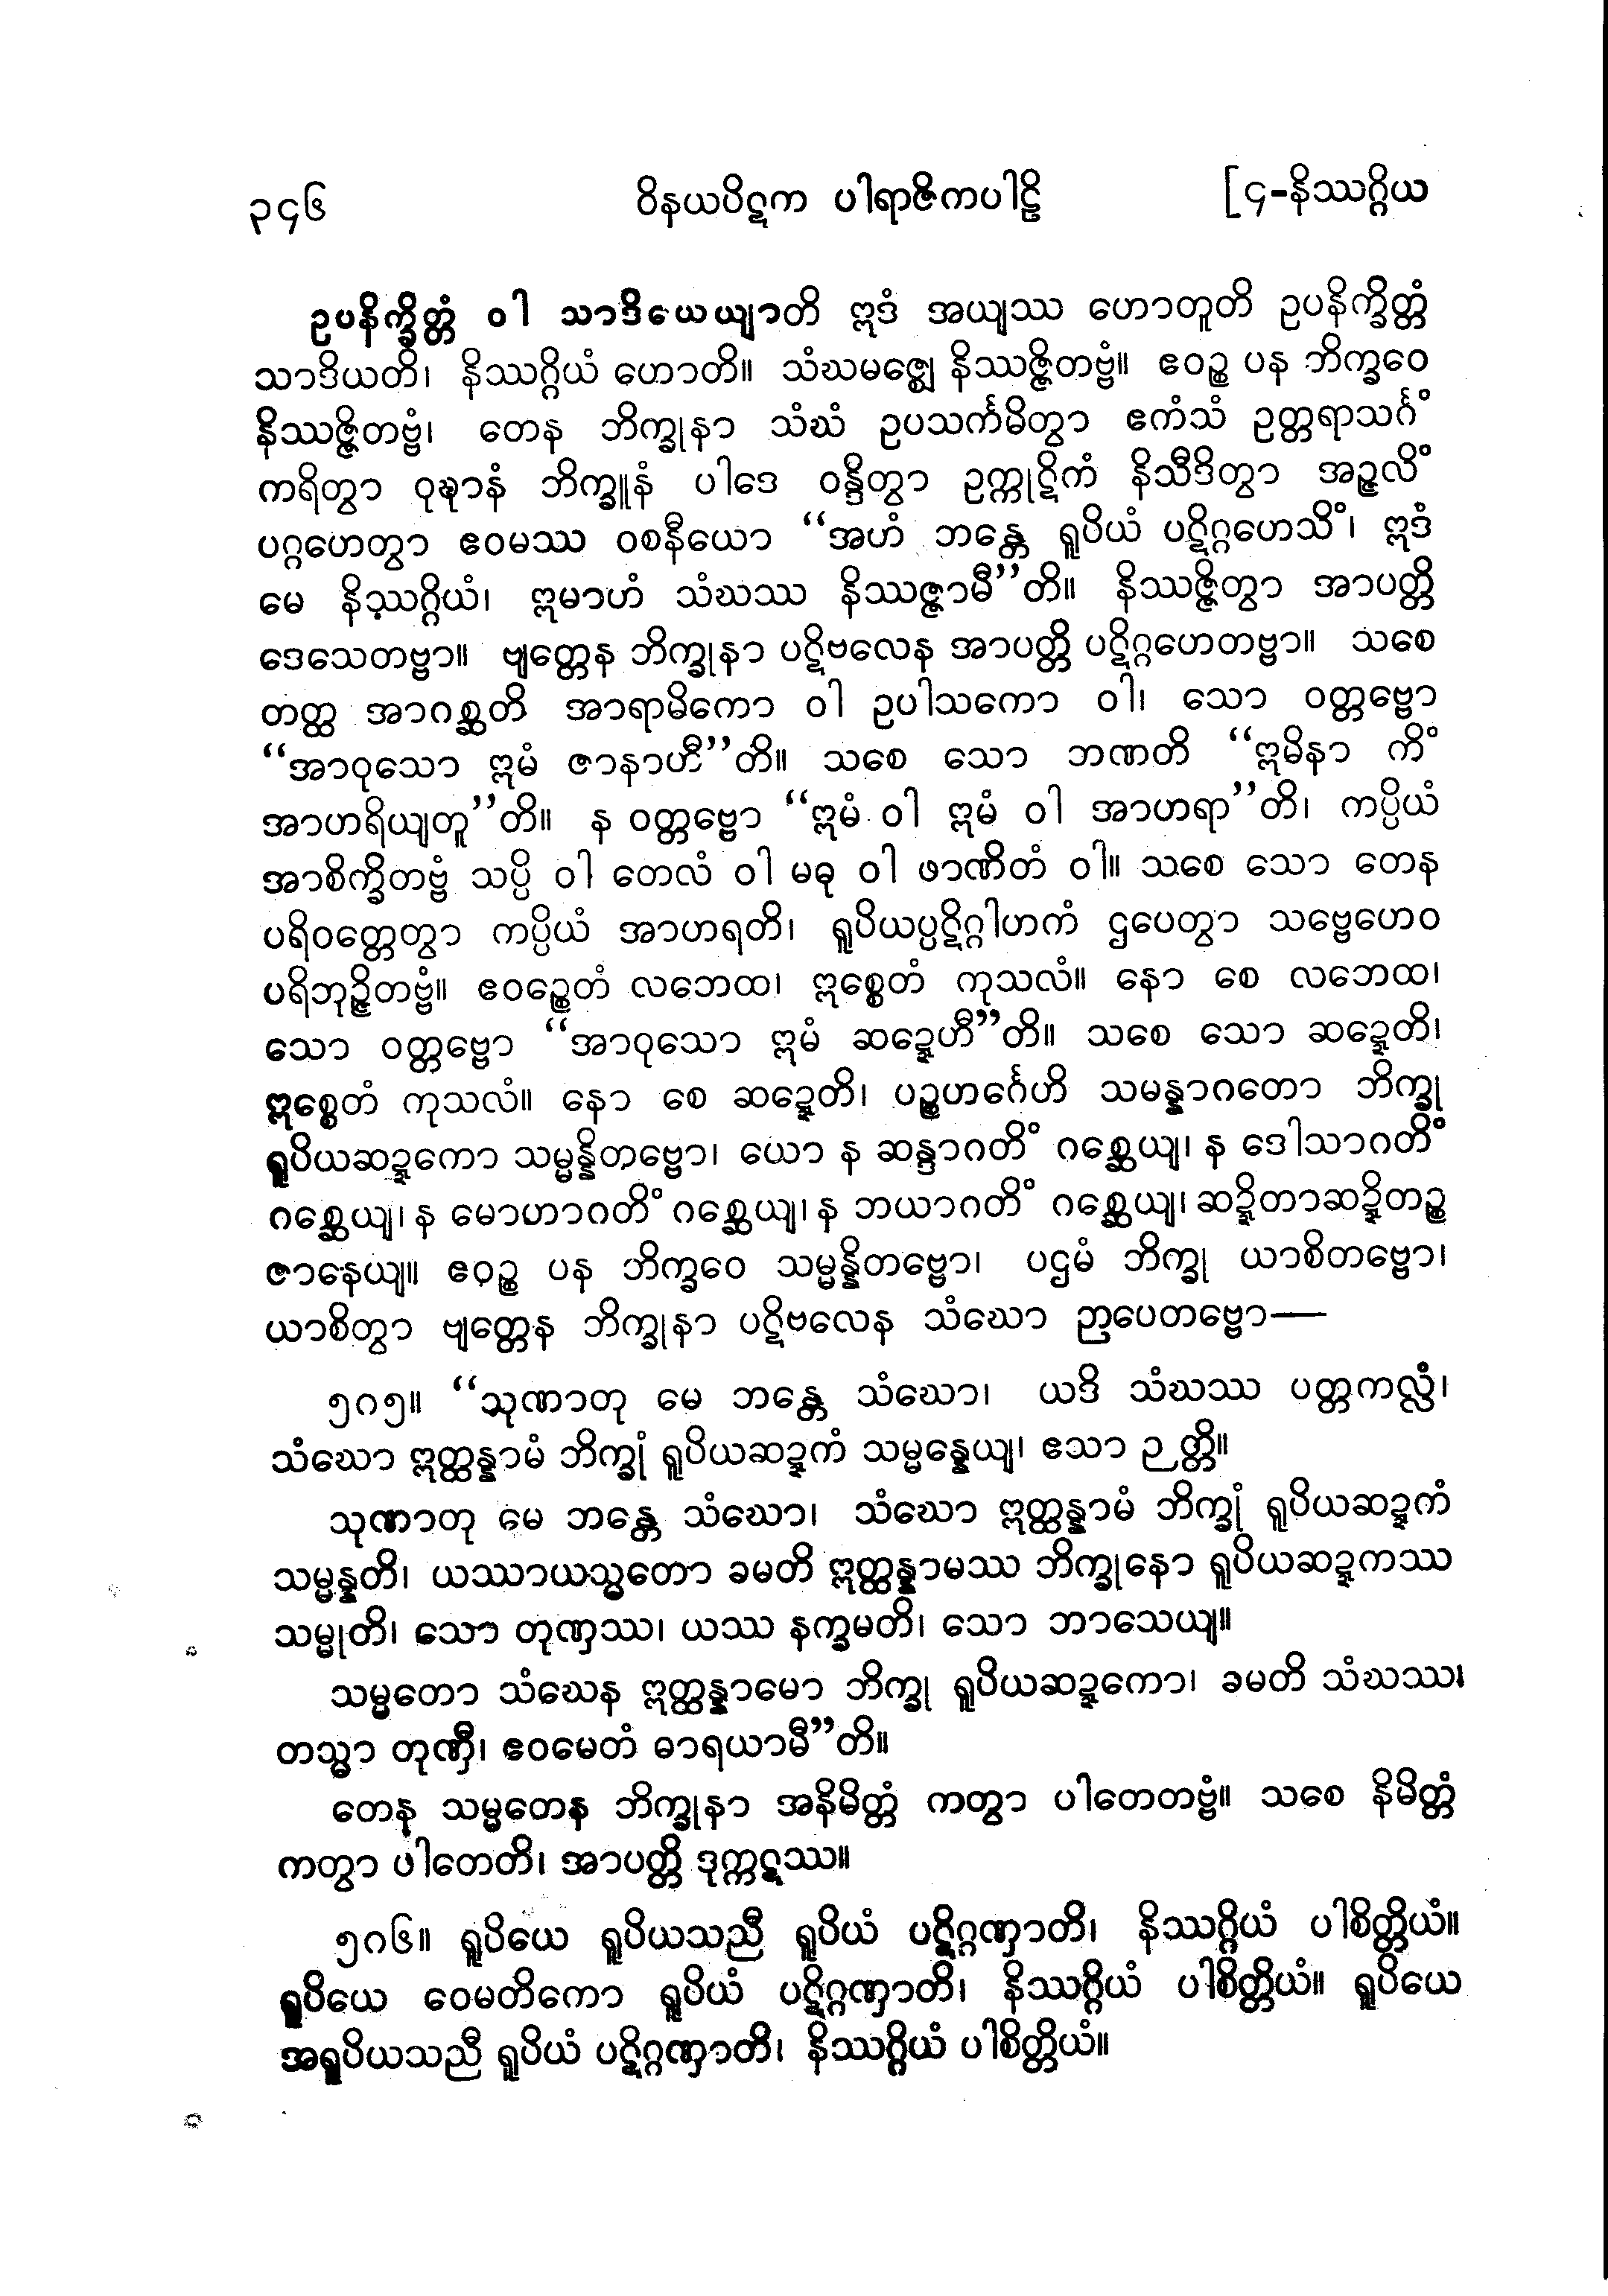 ၃၄၆ ဝိနယပိဋက ပါရာဇိကပါဠိ [၄-နိဿဂ္ဂိယ
ဥပနိက္ခိတ္တံ ဝါ သာဒိယေယျာတိ ဣဒံ အယျဿ ဟောတူတိ ဥပနိက္ခိတ္တံ
သာဒိယတိ၊ နိဿဂ္ဂိယံ ဟောတိ။ သံဃမဇ္ဈေ နိဿဇ္ဇိတဗ္ဗံ။ ဧဝဉ္စ ပန ဘိက္ခဝေ
နိဿဇ္ဇိတဗ္ဗံ၊ တေန ဘိက္ခုနာ သံဃံ ဥပသင်္ကမိတွာ ဧကံသံ ဥတ္တရာသင်္ဂံ
ကရိတွာ ဝုဍ္ဎာနံ ဘိက္ခူနံ ပါဒေ ဝန္ဒိတွာ ဥက္ကုဋိကံ နိသီဒိတွာ အဉ္ဇလိံ
ပဂ္ဂဟေတွာ ဧဝမဿ ဝစနီယော “အဟံ ဘန္တေ ရူပိယံ ပဋိဂ္ဂဟေသိံ၊ ဣဒံ
မေ နိဿဂ္ဂိယံ၊ ဣမာဟံ သံဃဿ နိဿဇ္ဇာမီ”တိ။ နိဿဇ္ဇိတွာ အာပတ္တိ
ဒေသေတဗ္ဗာ။ ဗျတ္တေန ဘိက္ခုနာ ပဋိဗလေန အာပတ္တိ ပဋိဂ္ဂဟေတဗ္ဗာ။ သစေ
တတ္ထ အာဂစ္ဆတိ အာရာမိကော ဝါ ဥပါသကော ဝါ၊ သော ဝတ္တဗ္ဗော
“အာဝုသော ဣမံ ဇာနာဟီ”တိ။ သစေ သော ဘဏတိ “ဣမိနာ ကိံ
အာဟရိယျတူ”တိ။ န ဝတ္တဗ္ဗော “ဣမံ ဝါ ဣမံ ဝါ အာဟရာ”တိ၊ ကပ္ပိယံ
အာစိက္ခိတဗ္ဗံ သပ္ပိ ဝါ တေလံ ဝါ မဓု ဝါ ဖာဏိတံ ဝါ။ သစေ သော တေန
ပရိဝတ္တေတွာ ကပ္ပိယံ အာဟရတိ၊ ရူပိယပ္ပဋိဂ္ဂါဟကံ ဌပေတွာ သဗ္ဗေဟေဝ
ပရိဘုဉ္ဇိတဗ္ဗံ။ ဧဝဉ္စေတံ လဘေထ၊ ဣစ္စေတံ ကုသလံ။ နော စေ လဘေထ၊
သော ဝတ္တဗ္ဗော “အာဝုသော ဣမံ ဆဍ္ဍေဟီ”တိ။ သစေ သော ဆဍ္ဍေတိ၊
ဣစ္စေတံ ကုသလံ။ နော စေ ဆဍ္ဍေတိ၊ ပဉ္စဟင်္ဂေဟိ သမန္နာဂတော ဘိက္ခု
ရူပိယဆဍ္ဍကော သမ္မန္နိတဗ္ဗော၊ ယော န ဆန္ဒာဂတိံ ဂစ္ဆေယျ၊ န ဒေါသာဂတိံ
ဂစ္ဆေယျ၊ န မောဟာဂတိံ ဂစ္ဆေယျ၊ န ဘယာဂတိံ ဂစ္ဆေယျ၊ ဆဍ္ဍိတာဆဍ္ဍိတဉ္စ
ဇာနေယျ။ ဧဝဉ္စ ပန ဘိက္ခဝေ သမ္မန္နိတဗ္ဗော၊ ပဌမံ ဘိက္ခု ယာစိတဗ္ဗော၊
ယာစိတွာ ဗျတ္တေန ဘိက္ခုနာ ပဋိဗလေန သံဃော ဉာပေတဗ္ဗော—
၅၈၅။ “သုဏာတု မေ ဘန္တေ သံဃော၊ ယဒိ သံဃဿ ပတ္တကလ္လံ၊
သံဃော ဣတ္ထန္နာမံ ဘိက္ခုံ ရူပိယဆဍ္ဍကံ သမ္မန္နေယျ၊ ဧသာ ဉတ္တိ။
သုဏာတု မေ ဘန္တေ သံဃော၊ သံဃော ဣတ္ထန္နာမံ ဘိက္ခုံ ရူပိယဆဍ္ဍကံ
သမ္မန္နတိ၊ ယဿာယသ္မတော ခမတိ ဣတ္ထန္နာမဿ ဘိက္ခုနော ရူပိယဆဍ္ဍကဿ
သမ္မုတိ၊ သော တုဏှဿ၊ ယဿ နက္ခမတိ၊ သော ဘာသေယျ။
သမ္မတော သံဃေန ဣတ္ထန္နာမော ဘိက္ခု ရူပိယဆဍ္ဍကော၊ ခမတိ သံဃဿ၊
တသ္မာ တုဏှီ၊ ဧဝမေတံ ဓာရယာမီ”တိ။
တေန သမ္မတေန ဘိက္ခုနာ အနိမိတ္တံ ကတွာ ပါတေတဗ္ဗံ။ သစေ နိမိတ္တံ
ကတွာ ပါတေတိ၊ အာပတ္တိ ဒုက္ကဋဿ။
၅၈၆။ ရူပိယေ ရူပိယသညီ ရူပိယံ ပဋိဂ္ဂဏှာတိ၊ နိဿဂ္ဂိယံ ပါစိတ္တိယံ။
ရူပိယေ ဝေမတိကော ရူပိယံ ပဋိဂ္ဂဏှာတိ၊ နိဿဂ္ဂိယံ ပါစိတ္တိယံ။ ရူပိယေ
အရူပိယသညီ ရူပိယံ ပဋိဂ္ဂဏှာတိ၊ နိဿဂ္ဂိယံ ပါစိတ္တိယံ။